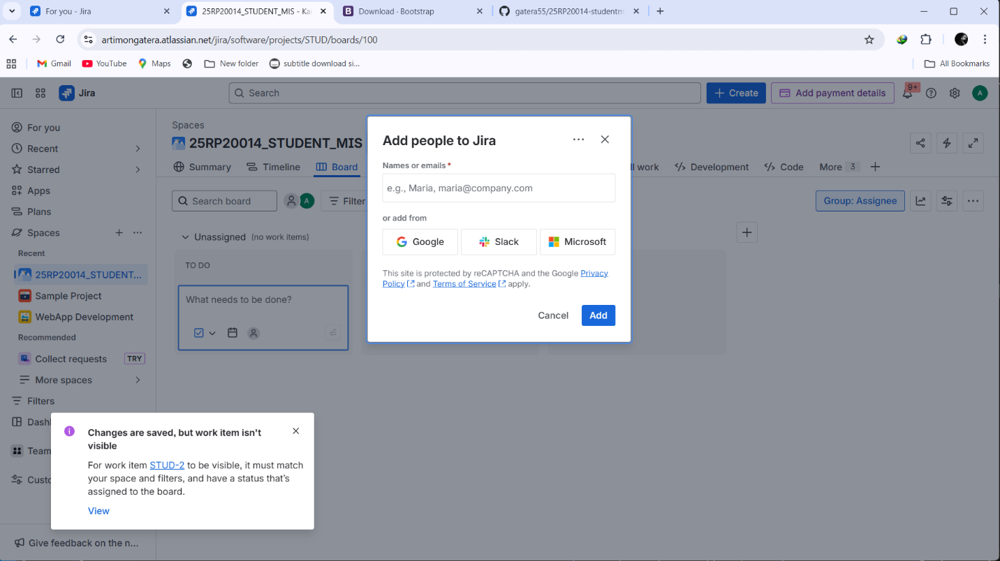 For you - Jira
25RP20014_STUDENT_MIS - Ka
Download · Bootstrap
gatera55/25RP20014-studentm
artimongatera.atlassian.net/jira/software/projects/STUD/boards/100
Gmail
YouTube
Maps
New folder
subtitle download si...
All Bookmarks
Jira
Search
Create
Add payment details
9+
A
For you
Recent
Starred
Apps
Plans
Spaces
Recent
25RP20014_STUDENT...
Sample Project
WebApp Development
Recommended
Collect requests TRY
More spaces
Filters
Dash
Team
Custo
Give feedback on the n...
Spaces
25RP20014_STUDENT_MIS
Summary
Timeline
Board
ll work
Development
Code
More 3
Search board
A
Filter
Group: Assignee
Unassigned (no work items)
TO DO
What needs to be done?
Add people to Jira
Names or emails *
e.g., Maria, maria@company.com
or add from
Google
Slack
Microsoft
This site is protected by reCAPTCHA and the Google Privacy
Policy and Terms of Service apply.
Cancel
Add
Changes are saved, but work item isn't
visible
For work item STUD-2 to be visible, it must match
your space and filters, and have a status that's
assigned to the board.
View